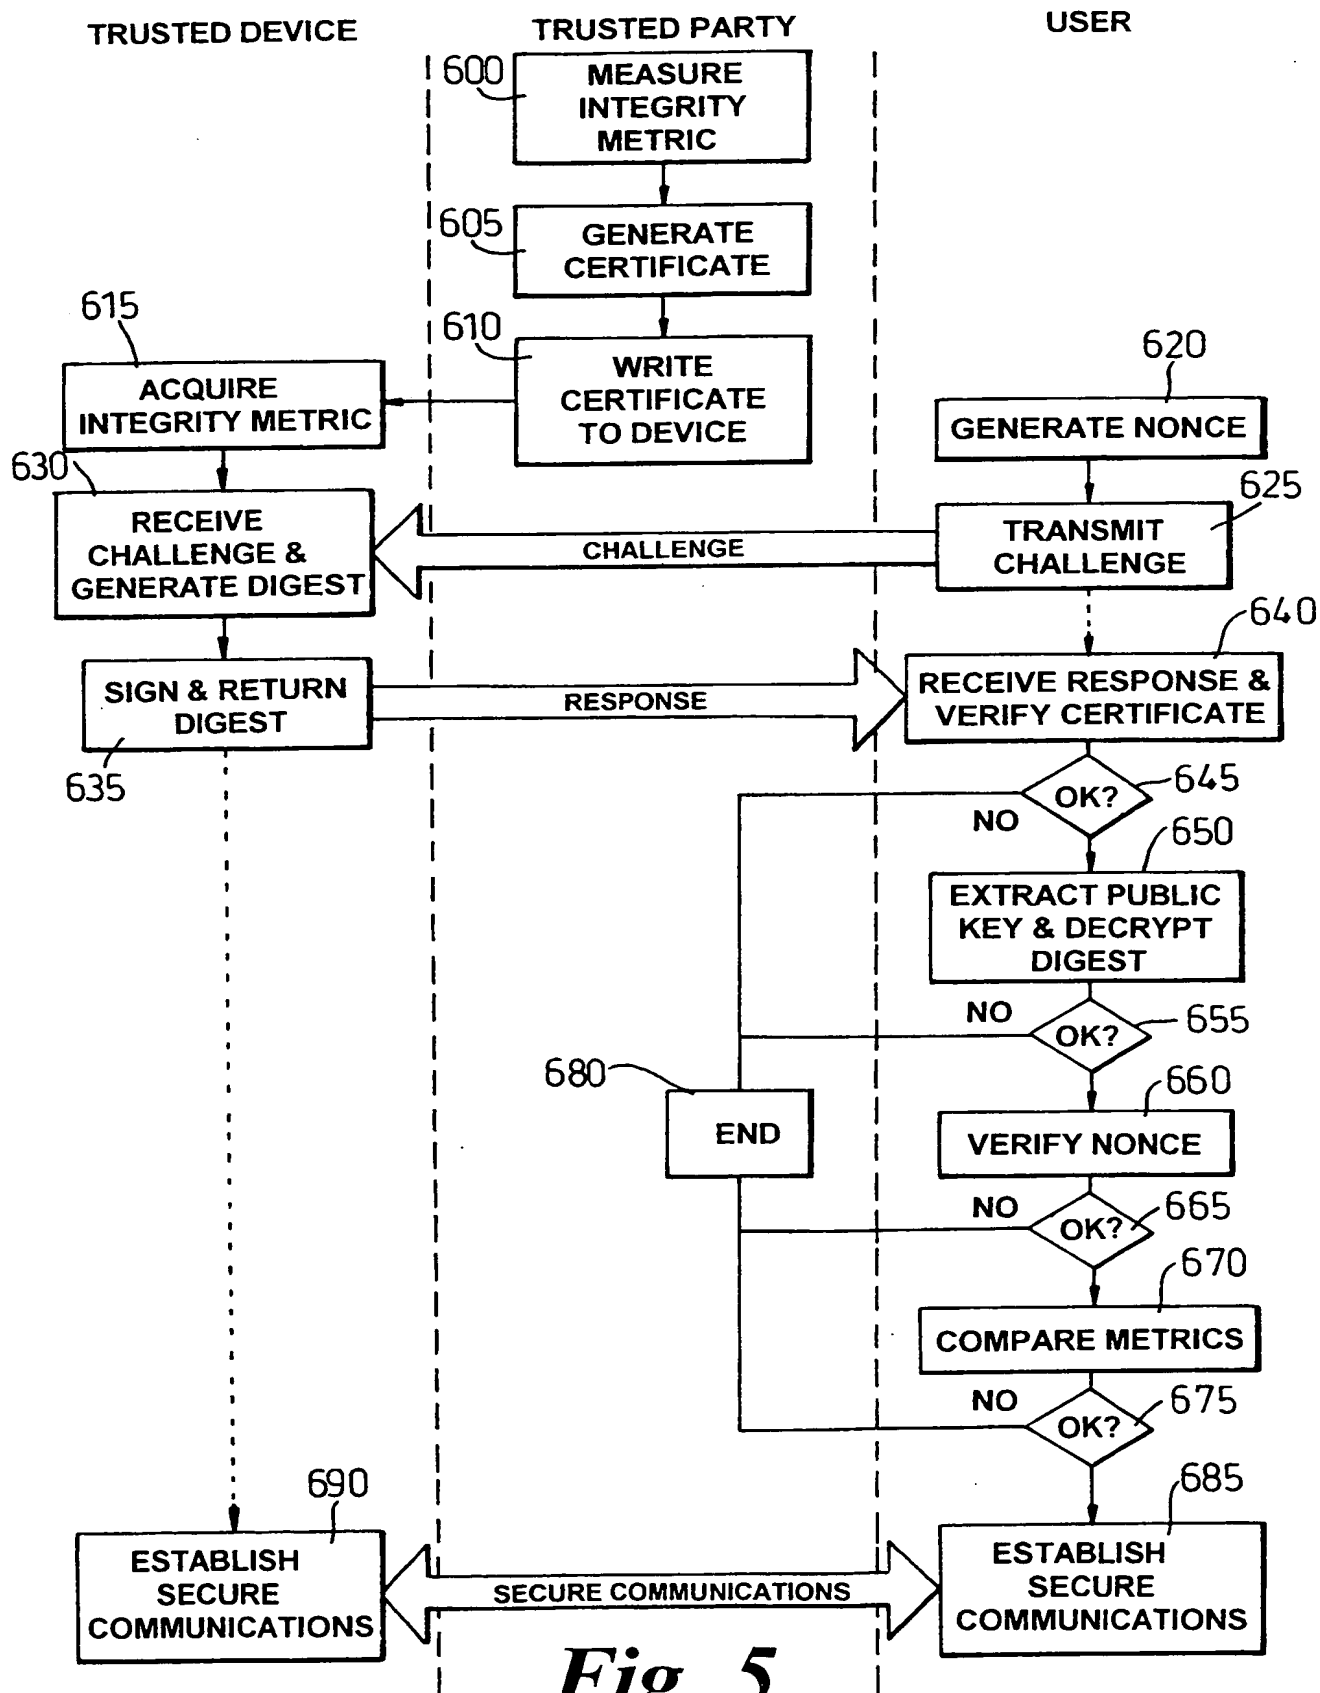 TRUSTED DEVICE
TRUSTED PARTY
USER
600
MEASURE
INTEGRITY
METRIC
605
GENERATE
CERTIFICATE
610
WRITE
CERTIFICATE
TO DEVICE
615
ACQUIRE
INTEGRITY METRIC
620
GENERATE NONCE
625
TRANSMIT
CHALLENGE
CHALLENGE
630
RECEIVE
CHALLENGE &
GENERATE DIGEST
SIGN & RETURN
DIGEST
635
RESPONSE
640
RECEIVE RESPONSE &
VERIFY CERTIFICATE
OK?
645
NO
650
EXTRACT PUBLIC
KEY & DECRYPT
DIGEST
NO
OK?
655
680
END
660
VERIFY NONCE
NO
OK?
665
670
COMPARE METRICS
NO
OK?
675
690
ESTABLISH
SECURE
COMMUNICATIONS
SECURE COMMUNICATIONS
685
ESTABLISH
SECURE
COMMUNICATIONS
Fig. 5